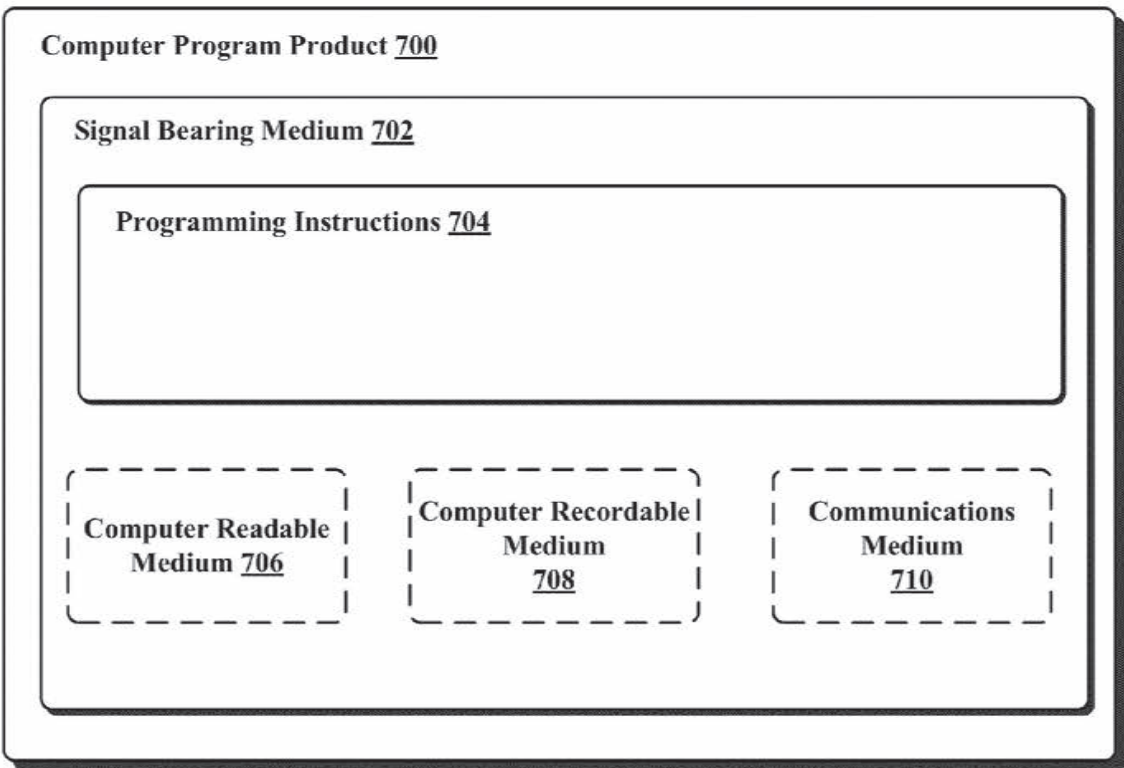 Computer Program Product 700
Signal Bearing Medium 702
Programming Instructions 704
Computer Readable
Medium 706
Computer Recordable
Medium
708
Communications
Medium
710